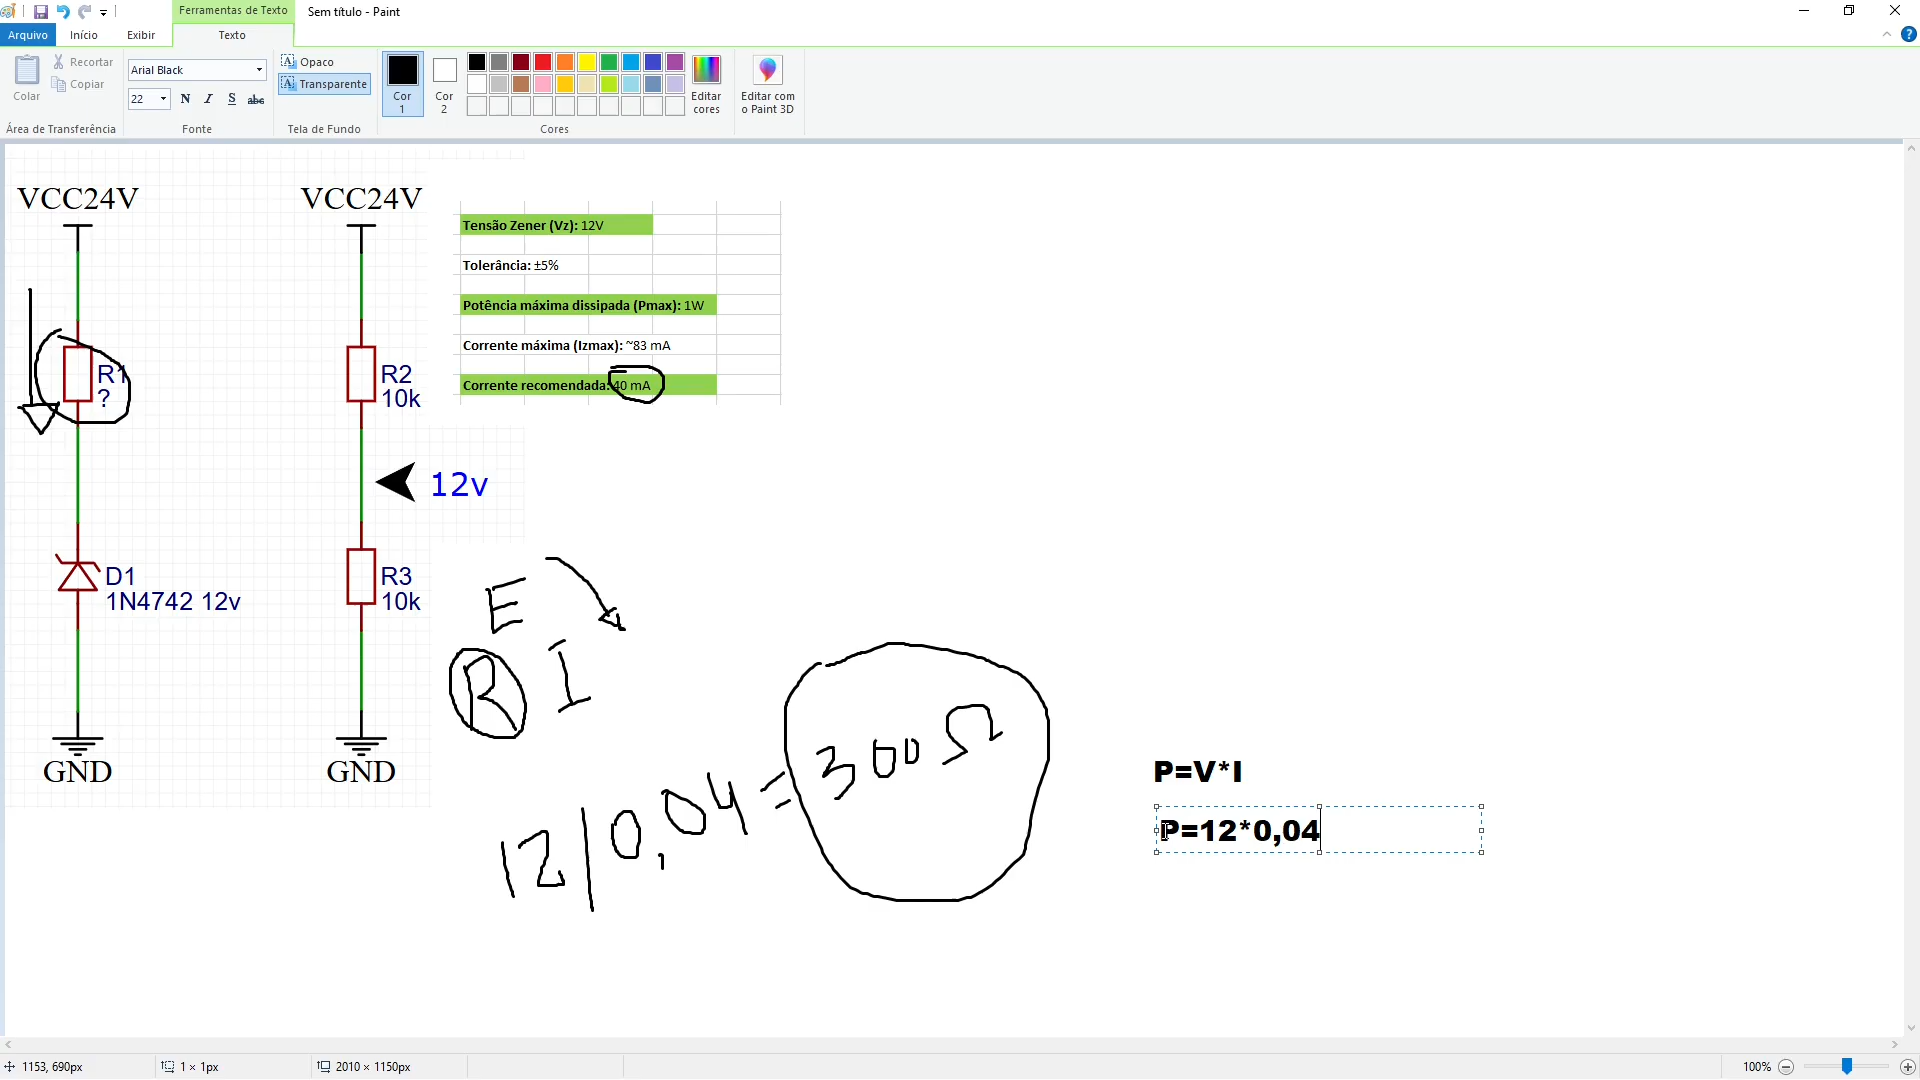 Ferramentas de Texto
Sem título - Paint
Arquivo
Início
Exibir
Texto
Colar
Recortar
Copiar
Área de Transferência
Arial Black
22
N I S abc
Fonte
Opaco
Transparente
Tela de Fundo
Cor 1
Cor 2
Editar cores
Cores
Editar com o Paint 3D
VCC24V
VCC24V
R1
?
R2
10k
12v
D1
1N4742 12v
R3
10k
GND
GND
Tensão Zener (Vz): 12V
Tolerância: ±5%
Potência máxima dissipada (Pmax): 1W
Corrente máxima (Izmax): ~83 mA
Corrente recomendada: 40 mA
E
R I
12/0,04=300Ω
P=V*I
P=12*0,04
1153, 690px
1 × 1px
2010 × 1150px
100%